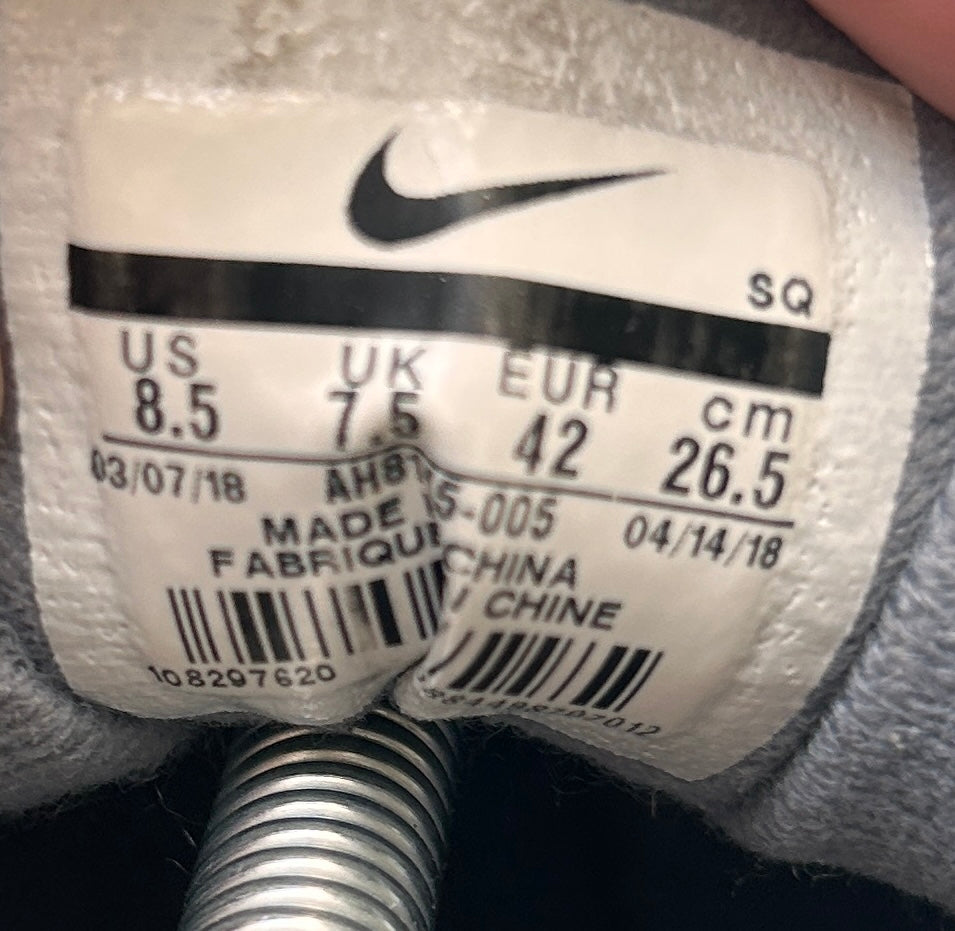 SQ
US UK EUR cm
8.5 7.5 42 26.5
03/07/18 04/14/18
MADE CHINA
CHINE
108297620